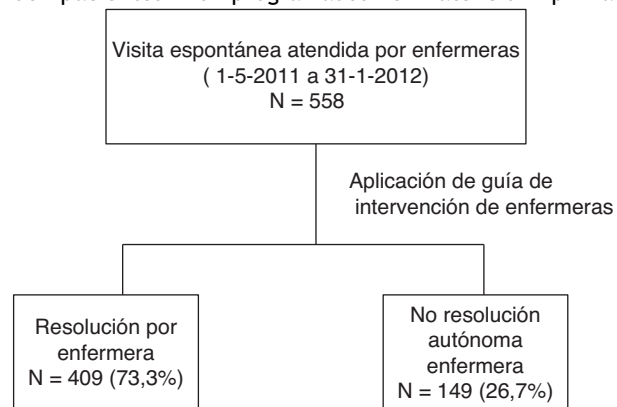 Visita espontánea atendida por enfermeras
( 1-5-2011 a 31-1-2012)
N = 558
Aplicación de guía de
intervención de enfermeras
Resolución por
enfermera
N = 409 (73,3%)
No resolución
autónoma
enfermera
N = 149 (26,7%)